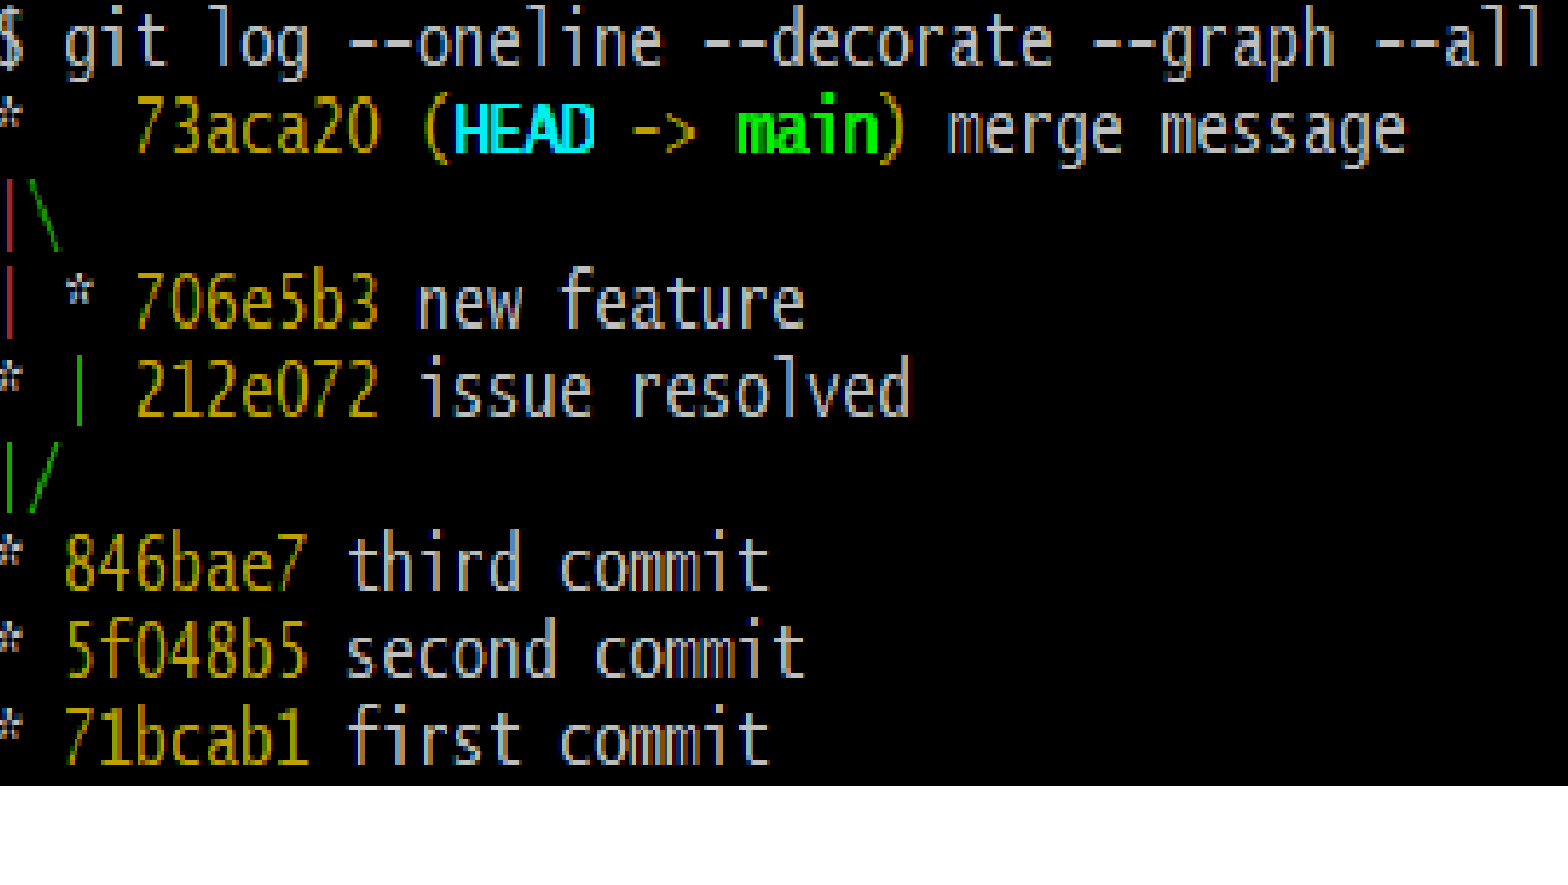 $ git log --oneline --decorate --graph --all
*   73aca20 (HEAD -> main) merge message
|\
| * 706e5b3 new feature
* | 212e072 issue resolved
|/
* 846bae7 third commit
* 5f048b5 second commit
* 71bcab1 first commit